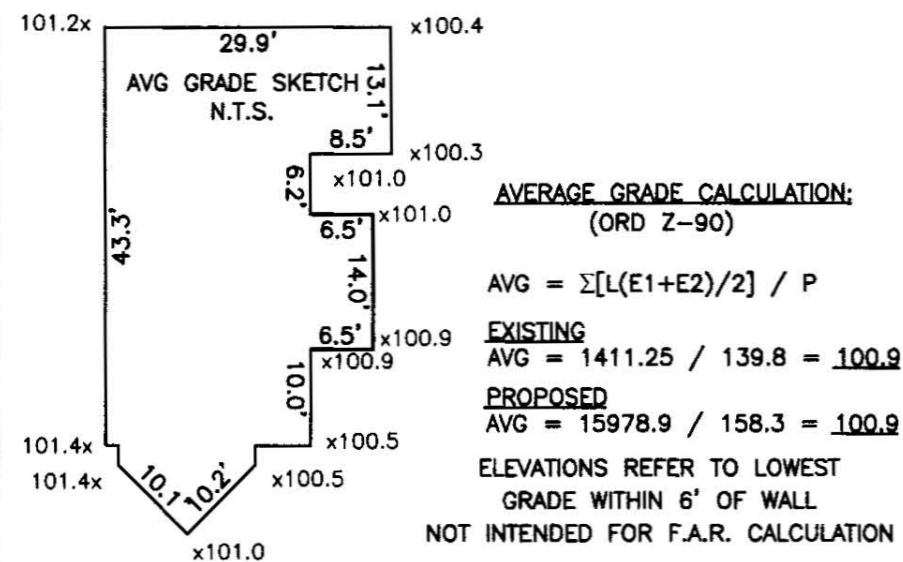 101.2x
x100.4
29.9'
AVG GRADE SKETCH
N.T.S.
13.1'
8.5'
x100.3
6.2'
x101.0
x101.0
6.5'
43.3'
14.0'
6.5'
x100.9
x100.9
10.0'
101.4x
x100.5
101.4x
10.1'
10.2'
x100.5
x101.0
AVERAGE GRADE CALCULATION:
(ORD Z-90)
AVG = Σ[L(E1+E2)/2] / P
EXISTING
AVG = 1411.25 / 139.8 = 100.9
PROPOSED
AVG = 15978.9 / 158.3 = 100.9
ELEVATIONS REFER TO LOWEST
GRADE WITHIN 6' OF WALL
NOT INTENDED FOR F.A.R. CALCULATION